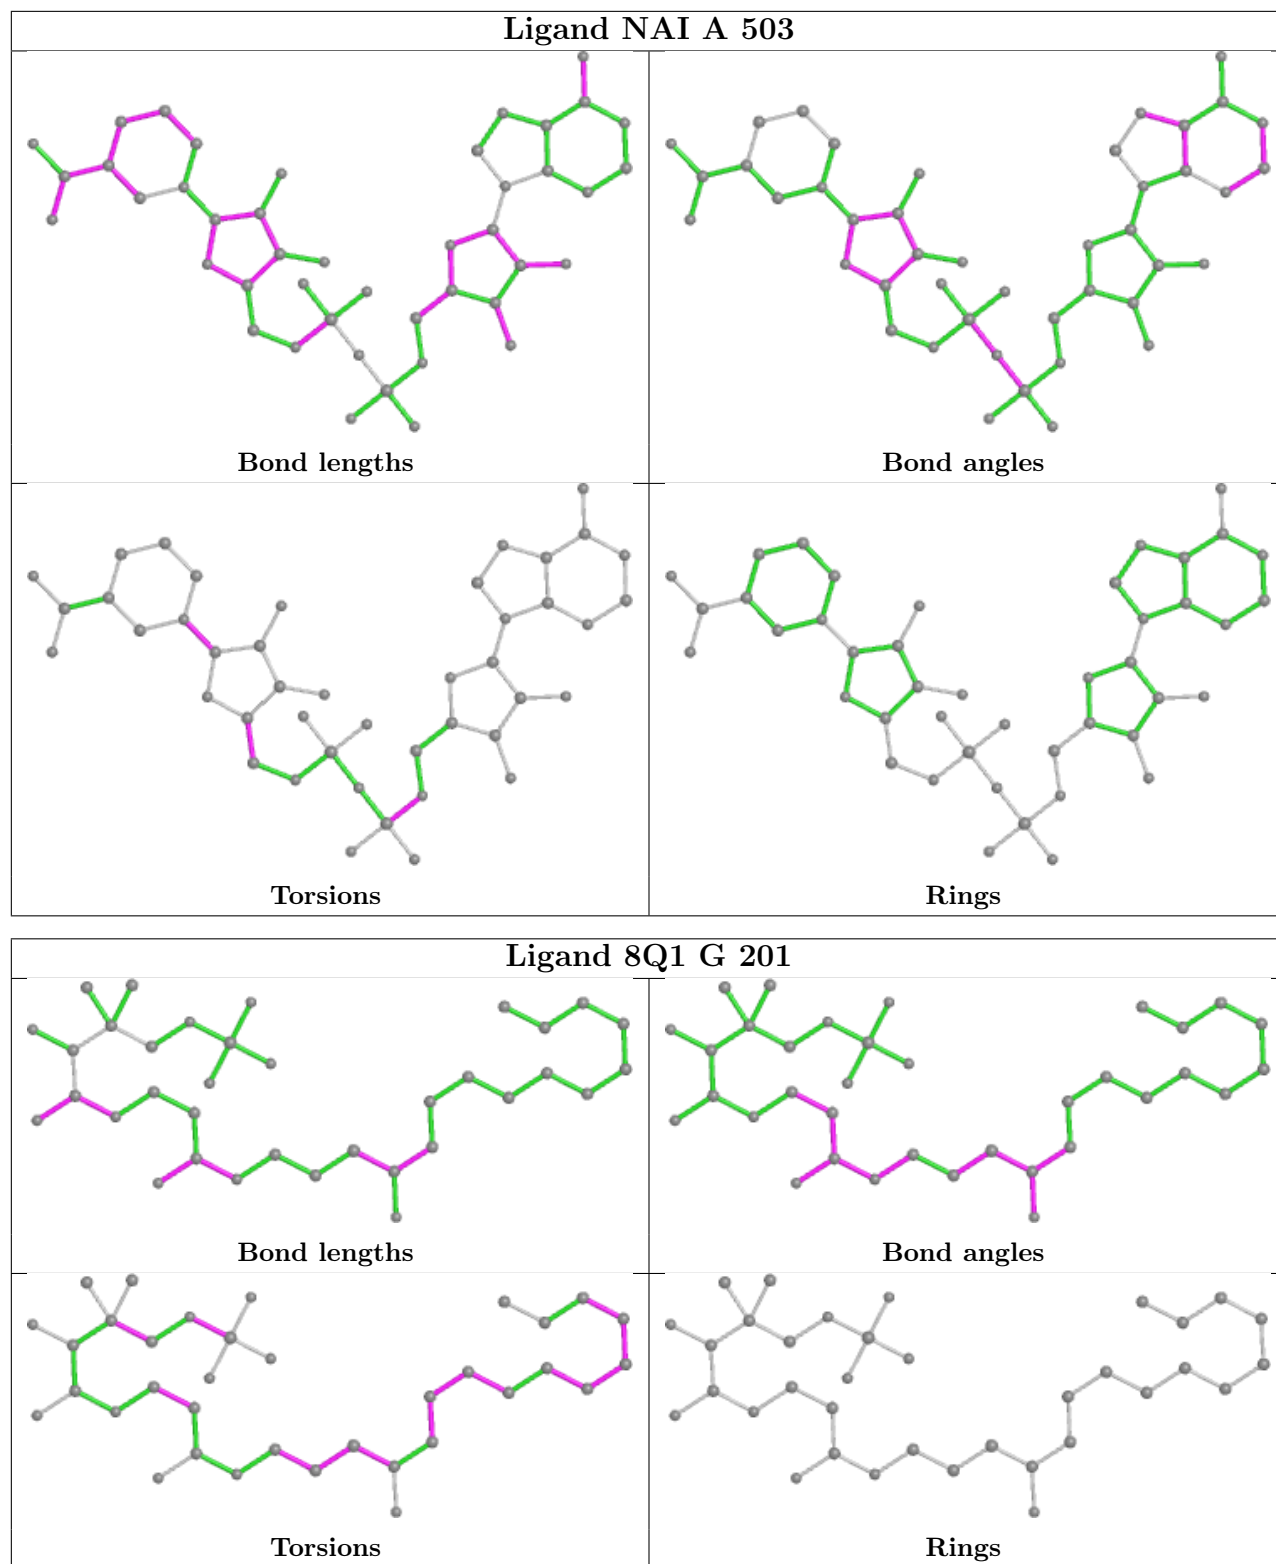 Ligand NAI A 503
Bond lengths
Bond angles
Torsions
Rings
Ligand 8Q1 G 201
Bond lengths
Bond angles
Torsions
Rings